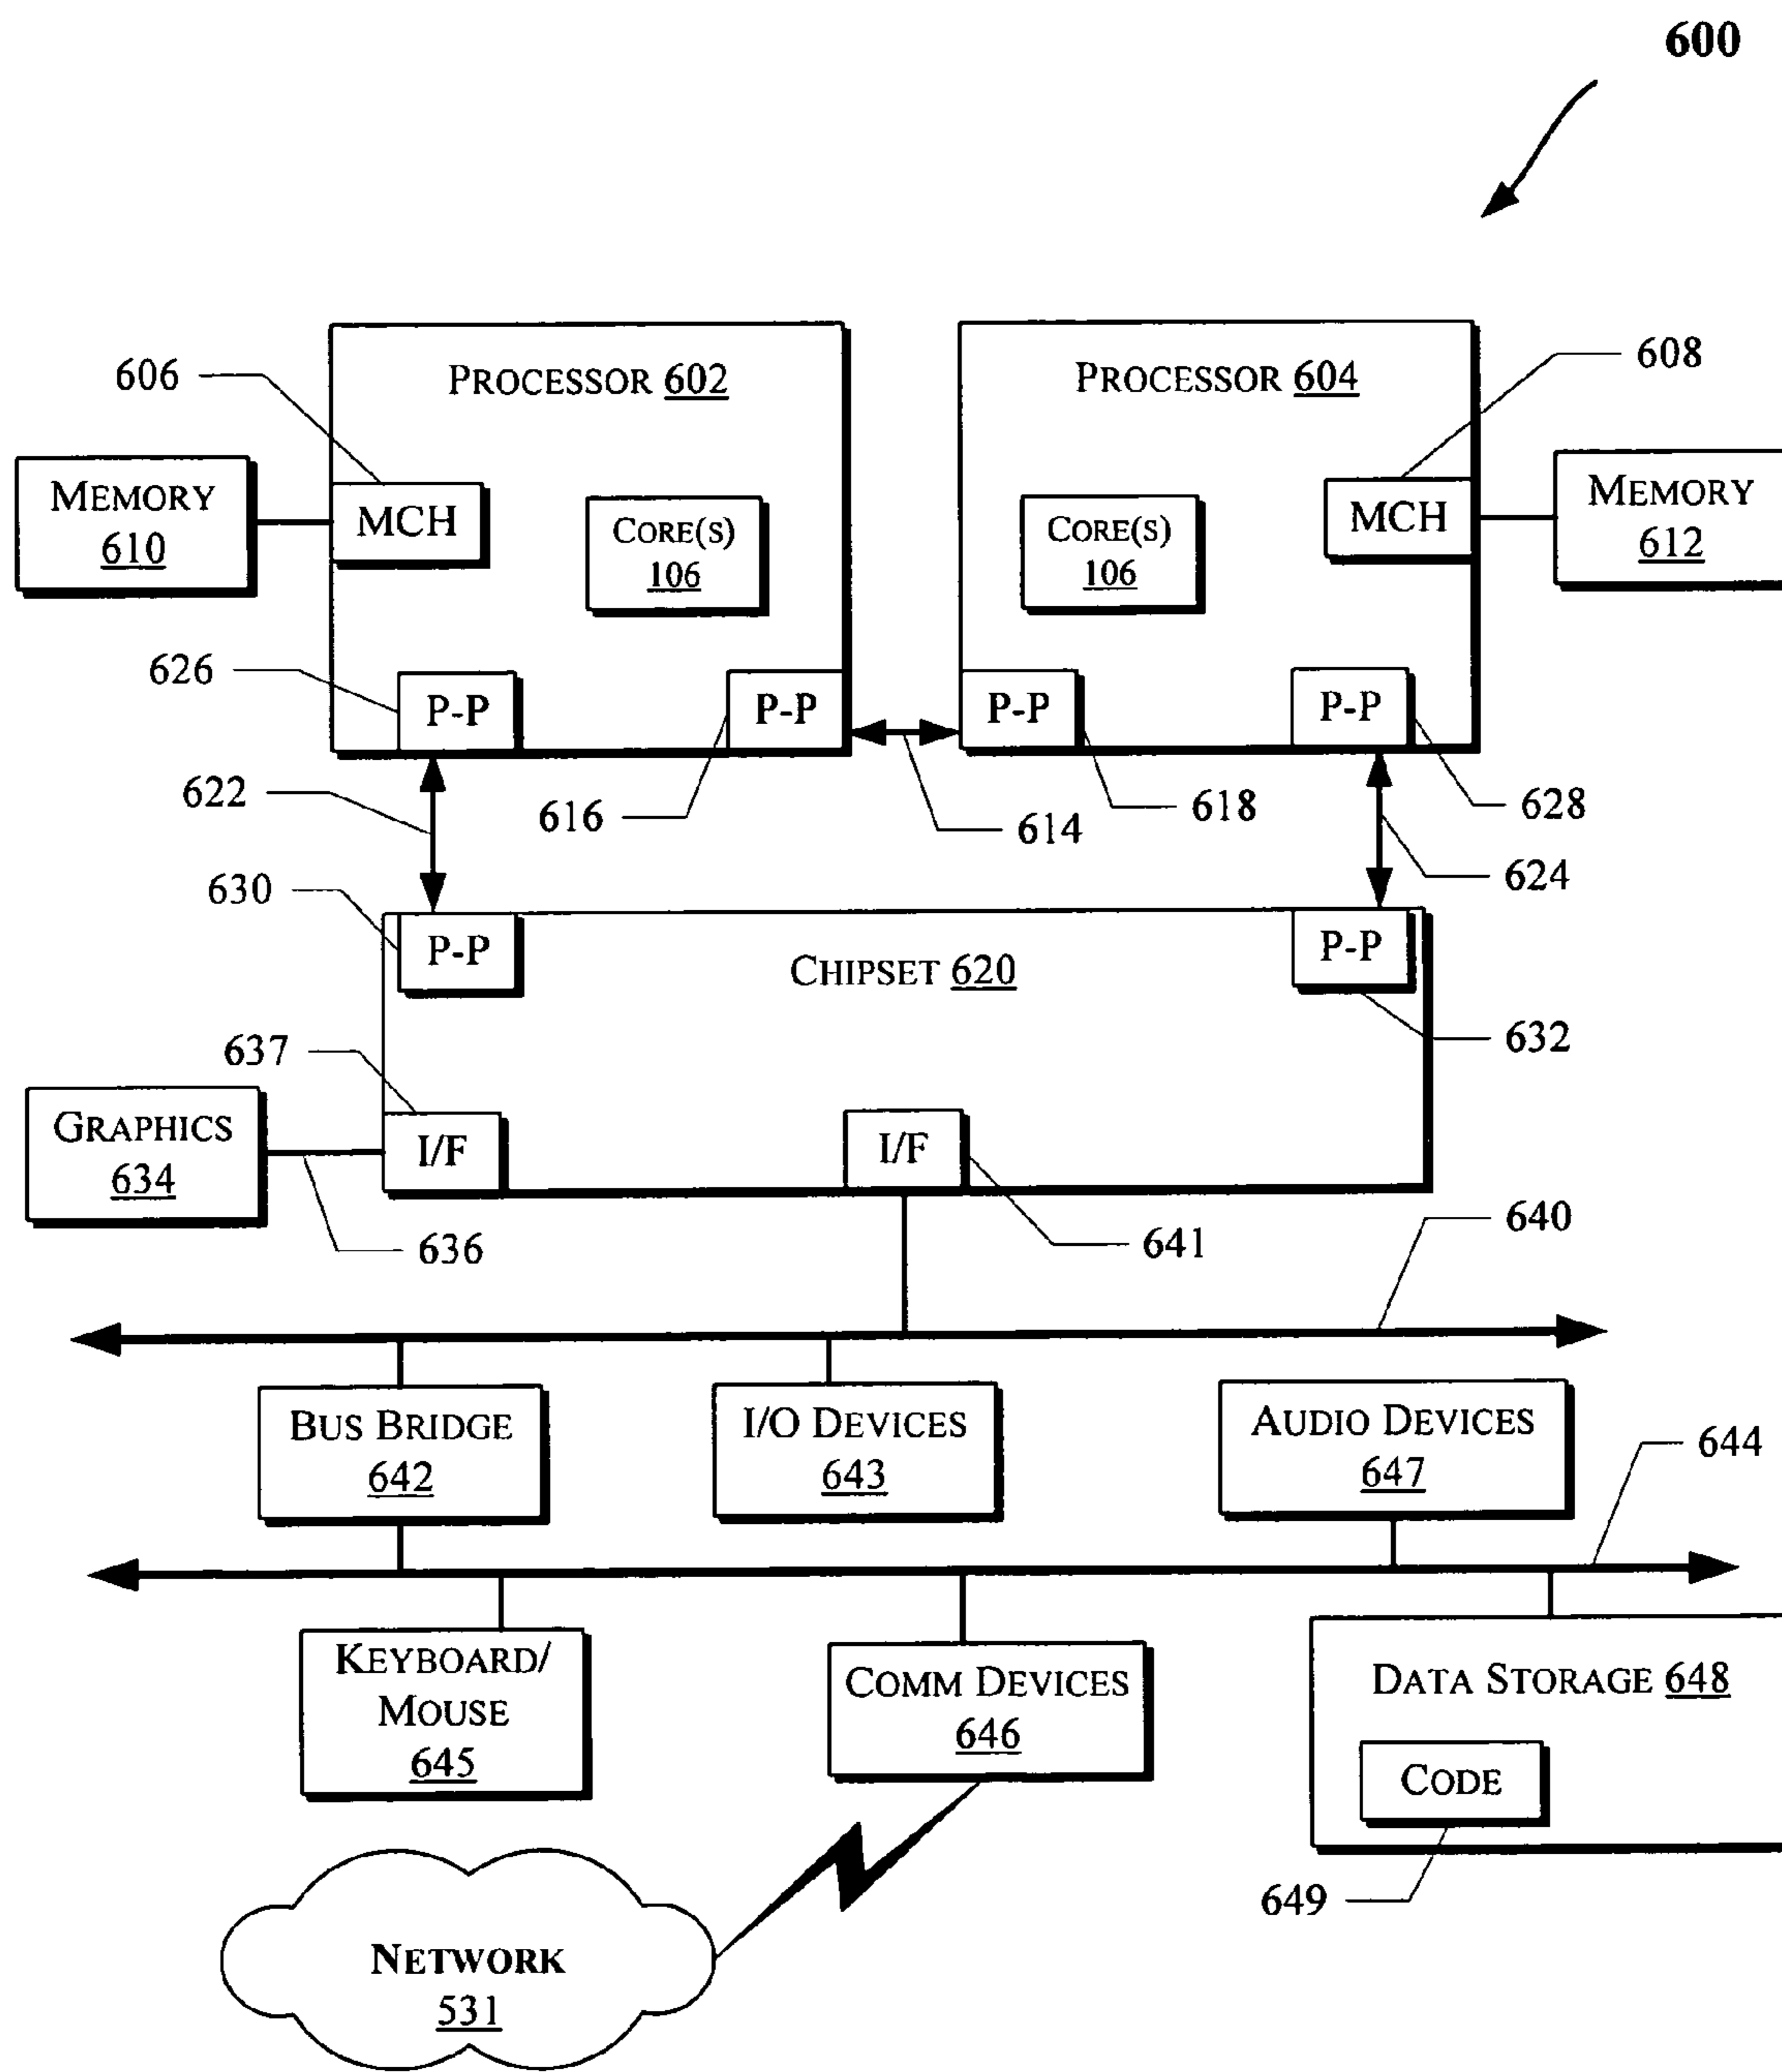 600
PROCESSOR 602
PROCESSOR 604
606
608
MEMORY
610
MCH
CORE(S)
106
CORE(S)
106
MCH
MEMORY
612
626
P-P
P-P
P-P
P-P
622
616
614
618
628
624
630
P-P
CHIPSET 620
P-P
632
637
GRAPHICS
634
I/F
I/F
636
641
640
BUS BRIDGE
642
I/O DEVICES
643
AUDIO DEVICES
647
644
KEYBOARD/
MOUSE
645
COMM DEVICES
646
DATA STORAGE 648
CODE
649
NETWORK
531